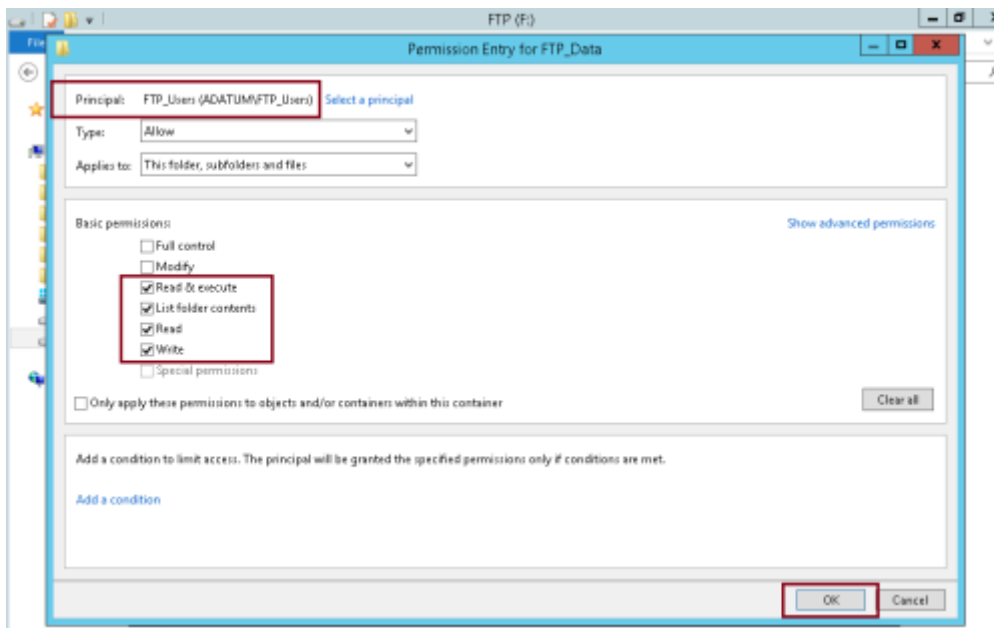 FTP (F:)
File
Permission Entry for FTP_Data
Principal: FTP_Users (ADATUM\FTP_Users) Select a principal
Type: Allow
Applies to: This folder, subfolders and files
Basic permissions:
Show advanced permissions
Full control
Modify
Read & execute
List folder contents
Read
Write
Special permissions
Only apply these permissions to objects and/or containers within this container
Clear all
Add a condition to limit access. The principal will be granted the specified permissions only if conditions are met.
Add a condition
OK
Cancel